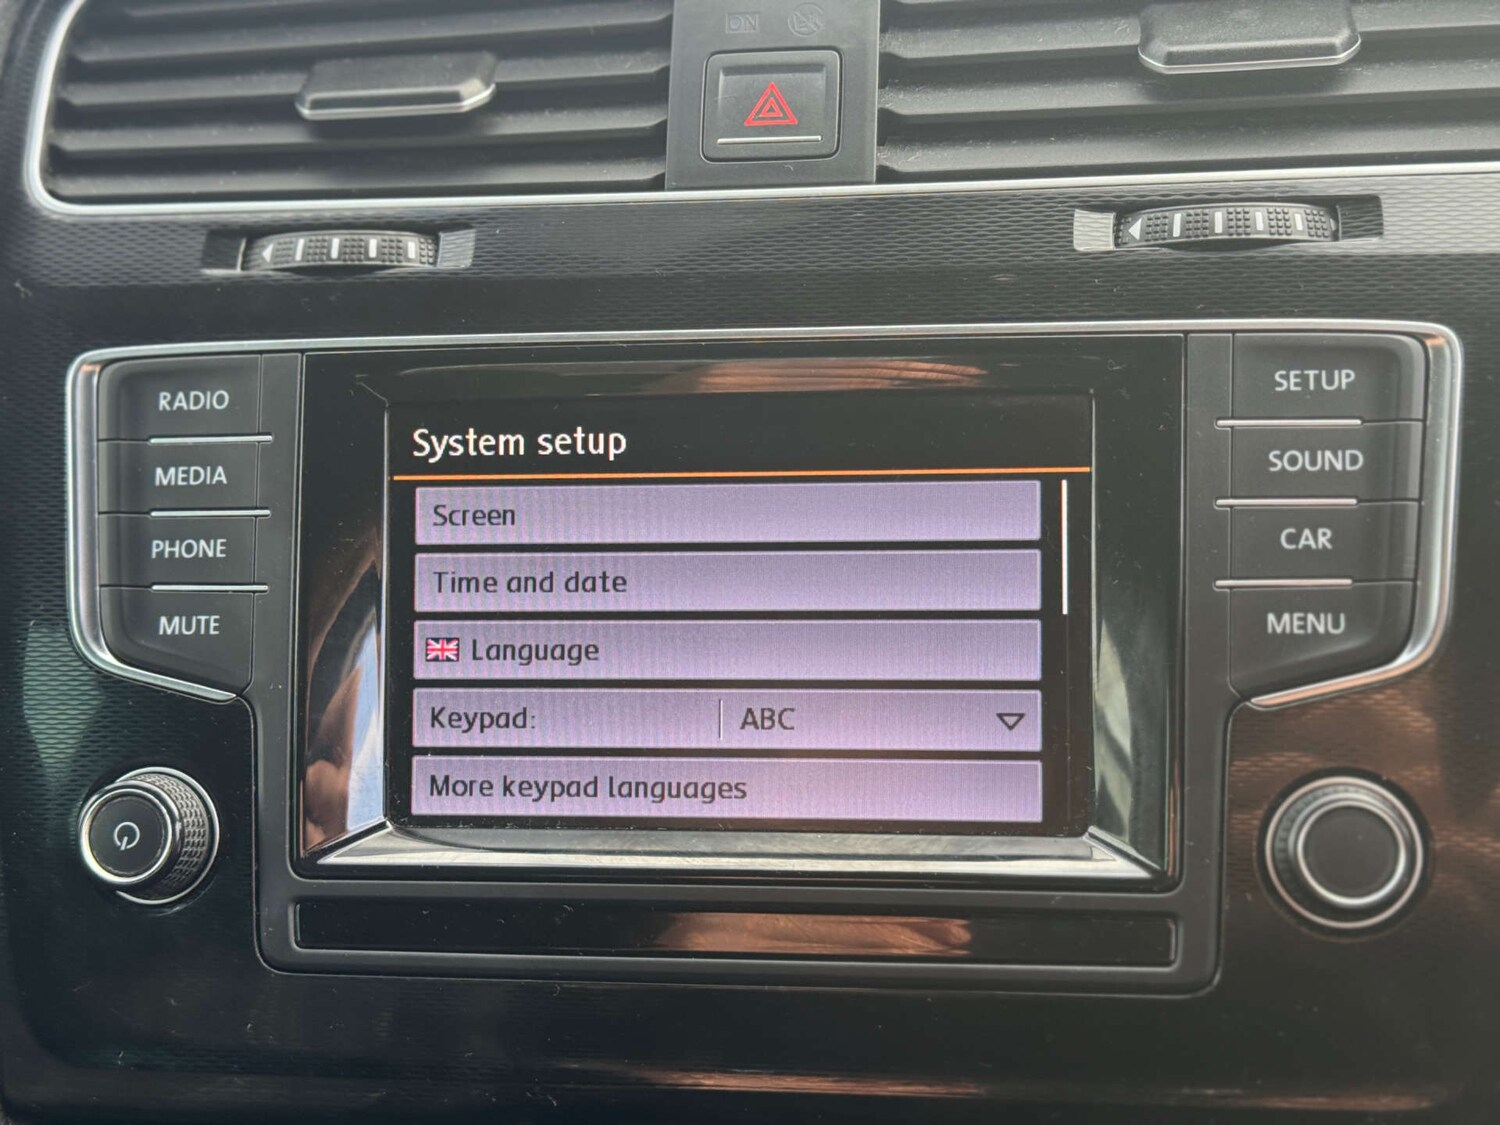 RADIO
MEDIA
PHONE
MUTE
System setup
Screen
Time and date
Language
Keypad: ABC
More keypad languages
SETUP
SOUND
CAR
MENU